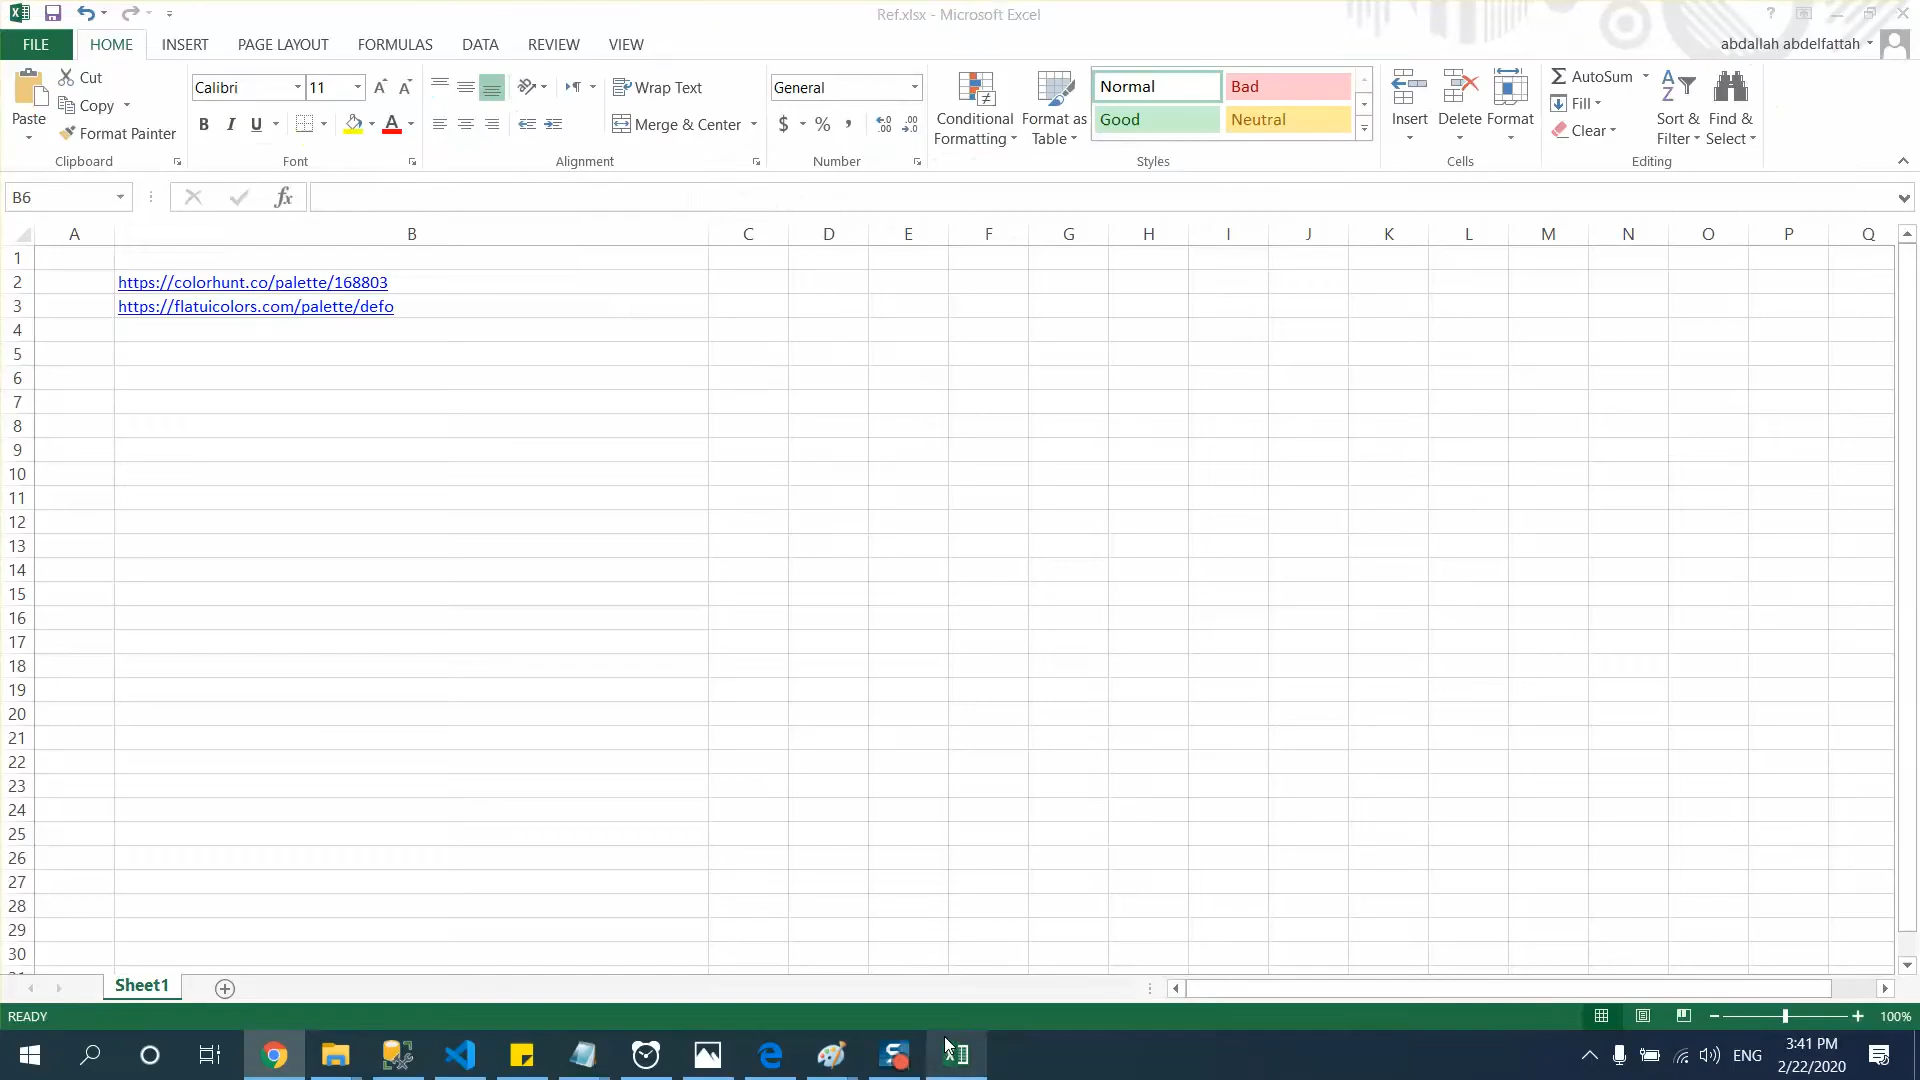 Ref.xlsx - Microsoft Excel
?
FILE HOME INSERT PAGE LAYOUT FORMULAS DATA REVIEW VIEW
abdallah abdelfattah
Paste
Cut
Copy
Format Painter
Clipboard
Calibri 11
B I U
Font
Wrap Text
Merge & Center
Alignment
General
$ % ,
Number
Conditional Formatting
Format as Table
Normal Bad
Good Neutral
Styles
Insert Delete Format
Cells
AutoSum
Fill
Clear
Sort & Filter
Find & Select
Editing
B6 fx
A B C D E F G H I J K L M N O P Q
1
2 https://colorhunt.co/palette/168803
3 https://flatuicolors.com/palette/defo
4
5
6
7
8
9
10
11
12
13
14
15
16
17
18
19
20
21
22
23
24
25
26
27
28
29
30
Sheet1
READY
100%
ENG
3:41 PM
2/22/2020